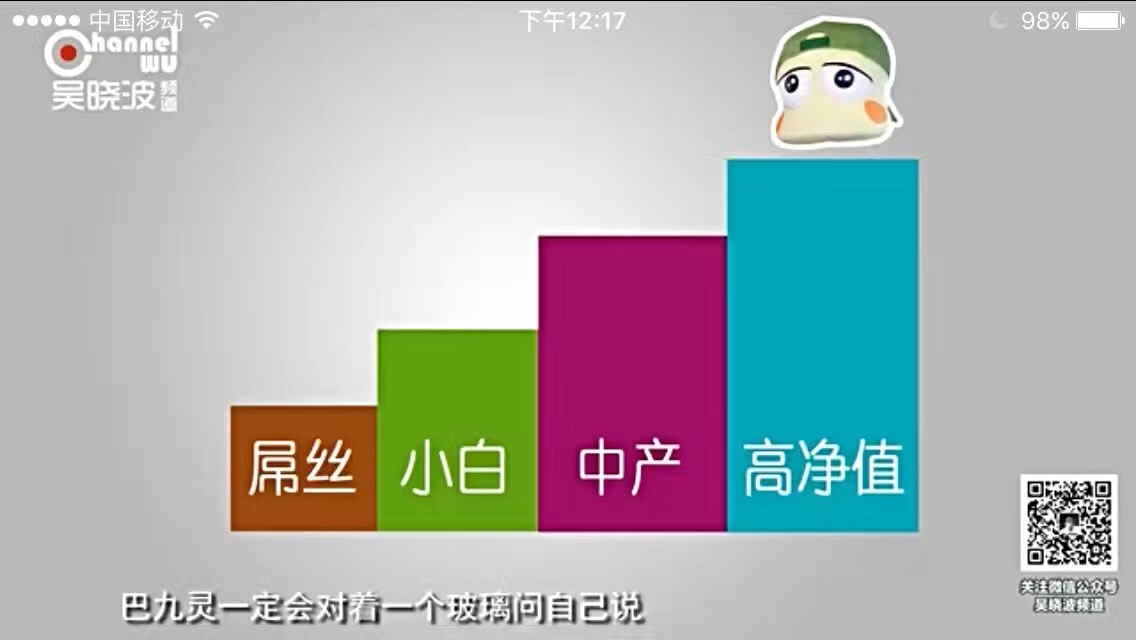 中国移动
下午12:17
98%
Channel
WU
吴晓波
频道
屌丝
小白
中产
高净值
关注微信公众号
吴晓波频道
巴九灵一定会对着一个玻璃问自己说